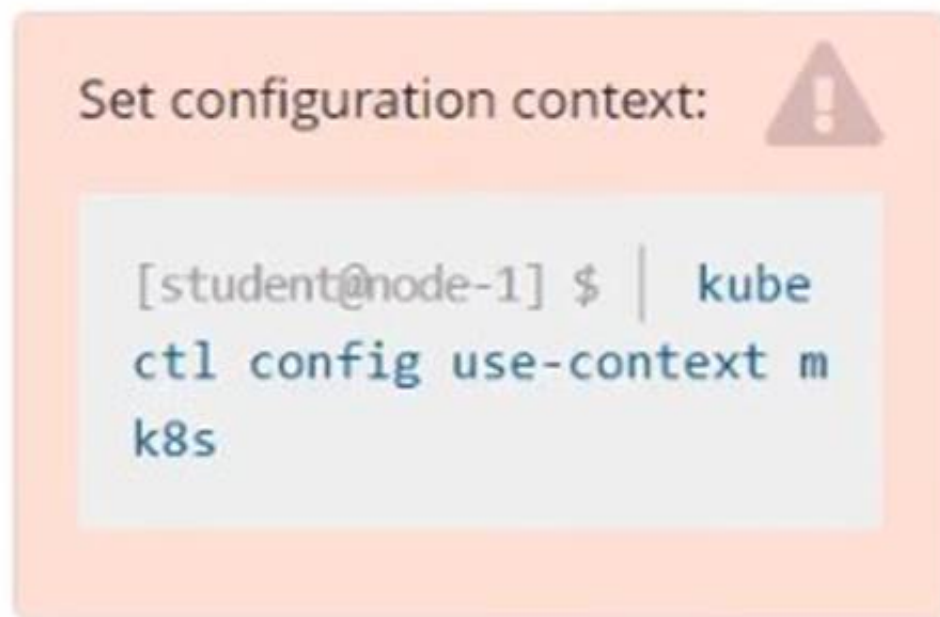 Set configuration context:
[student@node-1] $ | kube
ctl config use-context m
k8s